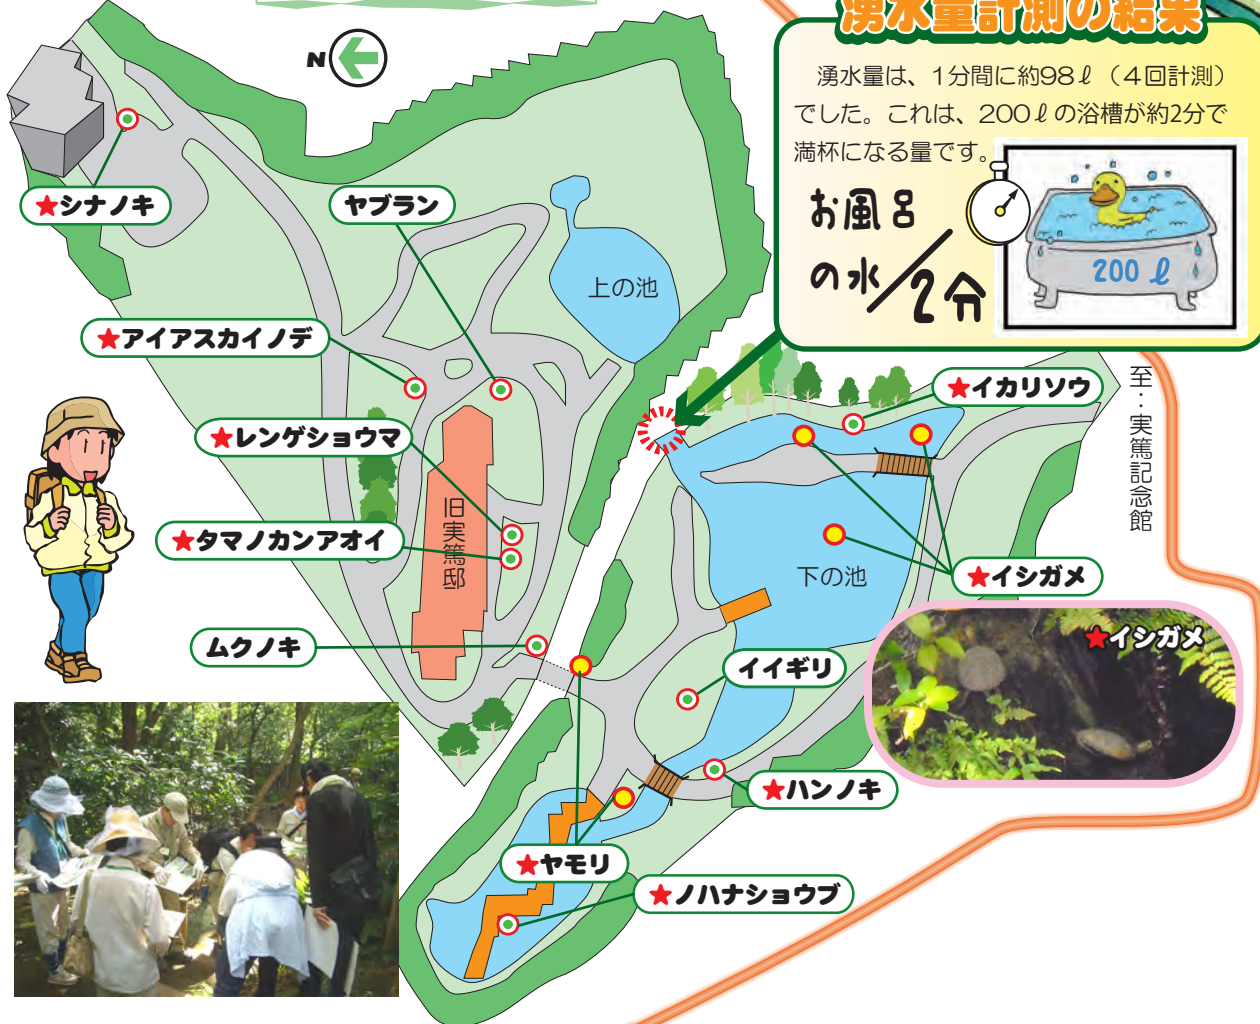 湧水量計測の結果
湧水量は、1分間に約98ℓ（4回計測）
でした。これは、200ℓの浴槽が約2分で
満杯になる量です。
お風呂
の水／2分
200 ℓ
N
★シナノキ
ヤブラン
上の池
★アイアスカイノデ
★イカリソウ
至：実篤記念館
★レンゲショウマ
旧実篤邸
★タマノカンアオイ
下の池
★イシガメ
★イシガメ
ムクノキ
イイギリ
★ハンノキ
★ヤモリ
★ノハナショウブ